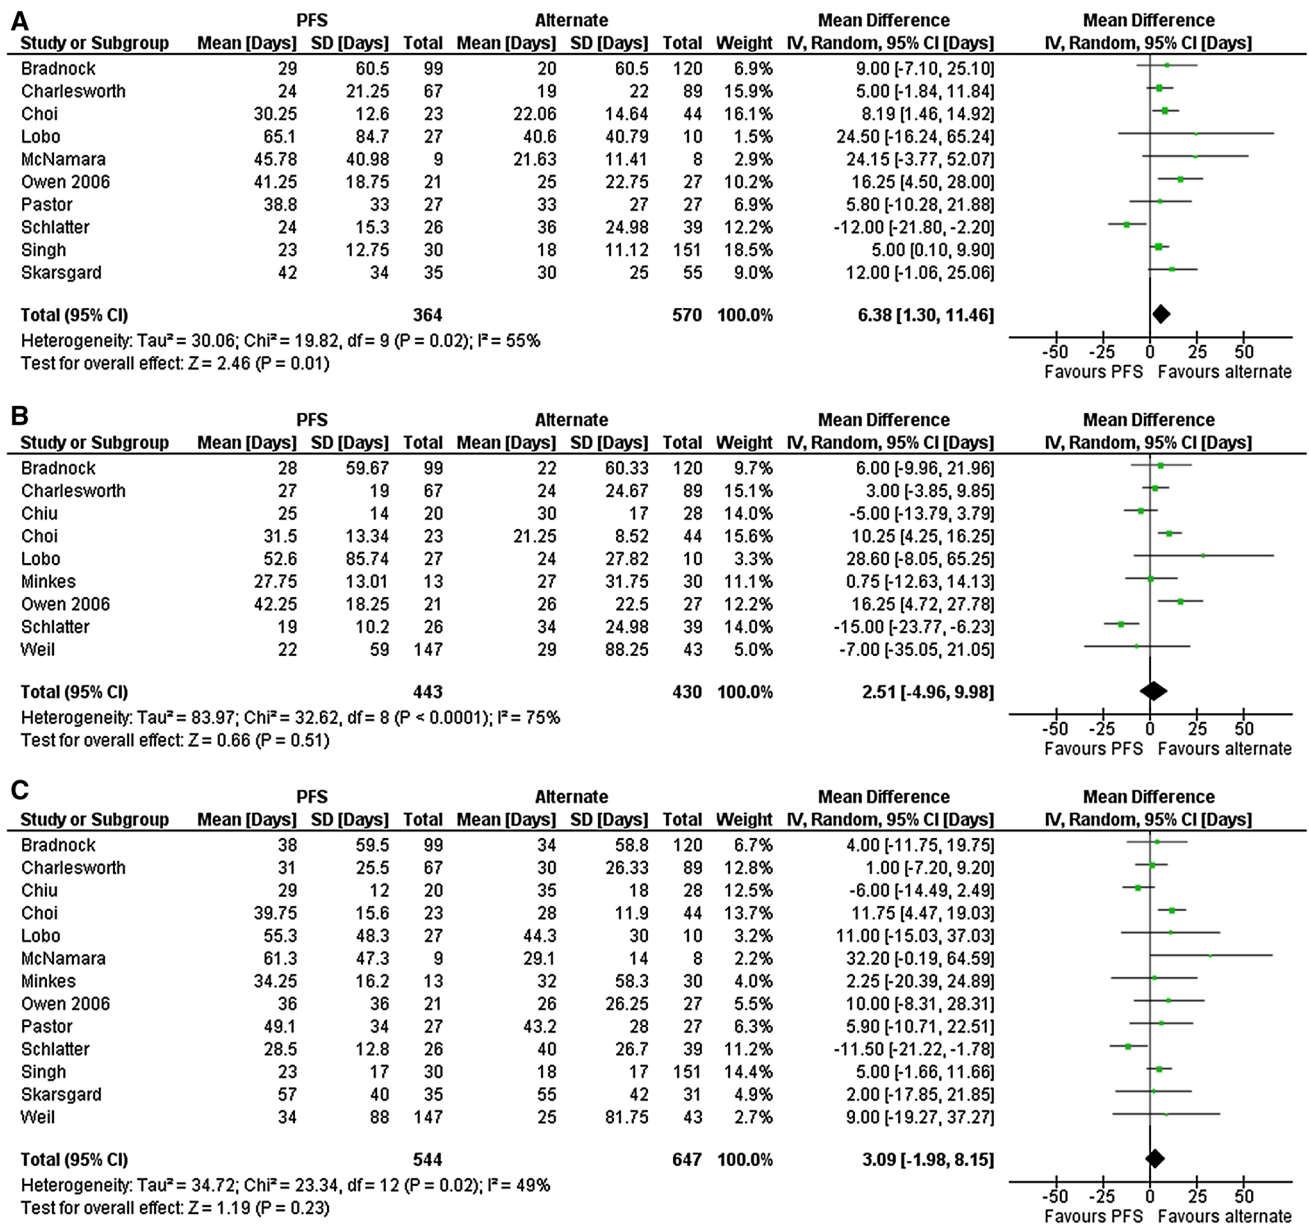 A PFS Alternate Mean Difference Mean Difference
Study or Subgroup Mean [Days] SD [Days] Total Mean [Days] SD [Days] Total Weight IV, Random, 95% CI [Days] IV, Random, 95% CI [Days]
Bradnock 29 60.5 99 20 60.5 120 6.9% 9.00 [-7.10, 25.10]
Charlesworth 24 21.25 67 19 22 89 15.9% 5.00 [-1.84, 11.84]
Choi 30.25 12.6 23 22.06 14.64 44 16.1% 8.19 [1.46, 14.92]
Lobo 65.1 84.7 27 40.6 40.79 10 1.5% 24.50 [-16.24, 65.24]
McNamara 45.78 40.98 9 21.63 11.41 8 2.9% 24.15 [-3.77, 52.07]
Owen 2006 41.25 18.75 21 25 22.75 27 10.2% 16.25 [4.50, 28.00]
Pastor 38.8 33 27 33 27 27 6.9% 5.80 [-10.28, 21.88]
Schlatter 24 15.3 26 36 24.98 39 12.2% -12.00 [-21.80, -2.20]
Singh 23 12.75 30 18 11.12 151 18.5% 5.00 [0.10, 9.90]
Skarsgard 42 34 35 30 25 55 9.0% 12.00 [-1.06, 25.06]
Total (95% CI) 364 570 100.0% 6.38 [1.30, 11.46]
Heterogeneity: Tau² = 30.06; Chi² = 19.82, df = 9 (P = 0.02); I² = 55%
Test for overall effect: Z = 2.46 (P = 0.01)
-50 -25 0 25 50
Favours PFS Favours alternate
B PFS Alternate Mean Difference Mean Difference
Study or Subgroup Mean [Days] SD [Days] Total Mean [Days] SD [Days] Total Weight IV, Random, 95% CI [Days] IV, Random, 95% CI [Days]
Bradnock 28 59.67 99 22 60.33 120 9.7% 6.00 [-9.96, 21.96]
Charlesworth 27 19 67 24 24.67 89 15.1% 3.00 [-3.85, 9.85]
Chiu 25 14 20 30 17 28 14.0% -5.00 [-13.79, 3.79]
Choi 31.5 13.34 23 21.25 8.52 44 15.6% 10.25 [4.25, 16.25]
Lobo 52.6 85.74 27 24 27.82 10 3.3% 28.60 [-8.05, 65.25]
Minkes 27.75 13.01 13 27 31.75 30 11.1% 0.75 [-12.63, 14.13]
Owen 2006 42.25 18.25 21 26 22.5 27 12.2% 16.25 [4.72, 27.78]
Schlatter 19 10.2 26 34 24.98 39 14.0% -15.00 [-23.77, -6.23]
Weil 22 59 147 29 88.25 43 5.0% -7.00 [-35.05, 21.05]
Total (95% CI) 443 430 100.0% 2.51 [-4.96, 9.98]
Heterogeneity: Tau² = 83.97; Chi² = 32.62, df = 8 (P < 0.0001); I² = 75%
Test for overall effect: Z = 0.66 (P = 0.51)
-50 -25 0 25 50
Favours PFS Favours alternate
C PFS Alternate Mean Difference Mean Difference
Study or Subgroup Mean [Days] SD [Days] Total Mean [Days] SD [Days] Total Weight IV, Random, 95% CI [Days] IV, Random, 95% CI [Days]
Bradnock 38 59.5 99 34 58.8 120 6.7% 4.00 [-11.75, 19.75]
Charlesworth 31 25.5 67 30 26.33 89 12.8% 1.00 [-7.20, 9.20]
Chiu 29 12 20 35 18 28 12.5% -6.00 [-14.49, 2.49]
Choi 39.75 15.6 23 28 11.9 44 13.7% 11.75 [4.47, 19.03]
Lobo 55.3 48.3 27 44.3 30 10 3.2% 11.00 [-15.03, 37.03]
McNamara 61.3 47.3 9 29.1 14 8 2.2% 32.20 [-0.19, 64.59]
Minkes 34.25 16.2 13 32 58.3 30 4.0% 2.25 [-20.39, 24.89]
Owen 2006 36 36 21 26 26.25 27 5.5% 10.00 [-8.31, 28.31]
Pastor 49.1 34 27 43.2 28 27 6.3% 5.90 [-10.71, 22.51]
Schlatter 28.5 12.8 26 40 26.7 39 11.2% -11.50 [-21.22, -1.78]
Singh 23 17 30 18 17 151 14.4% 5.00 [-1.66, 11.66]
Skarsgard 57 40 35 55 42 31 4.9% 2.00 [-17.85, 21.85]
Weil 34 88 147 25 81.75 43 2.7% 9.00 [-19.27, 37.27]
Total (95% CI) 544 647 100.0% 3.09 [-1.98, 8.15]
Heterogeneity: Tau² = 34.72; Chi² = 23.34, df = 12 (P = 0.02); I² = 49%
Test for overall effect: Z = 1.19 (P = 0.23)
-50 -25 0 25 50
Favours PFS Favours alternate